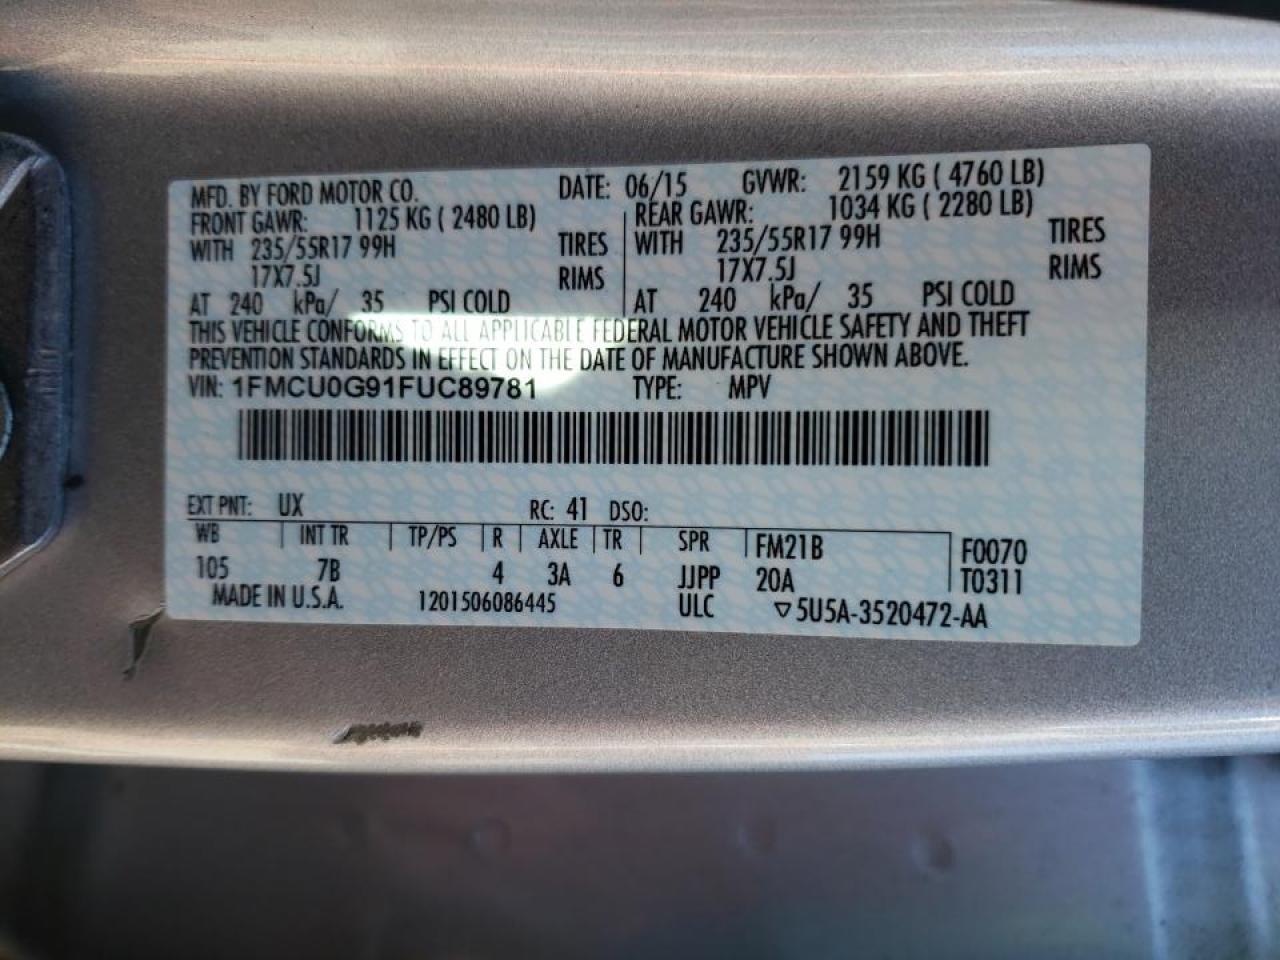 MFD. BY FORD MOTOR CO. DATE: 06/15 GVWR: 2159 KG ( 4760 LB)
FRONT GAWR: 1125 KG ( 2480 LB) REAR GAWR: 1034 KG ( 2280 LB)
WITH 235/55R17 99H TIRES WITH 235/55R17 99H TIRES
17X7.5J RIMS 17X7.5J RIMS
AT 240 kPa/ 35 PSI COLD AT 240 kPa/ 35 PSI COLD
THIS VEHICLE CONFORMS TO ALL APPLICABLE FEDERAL MOTOR VEHICLE SAFETY AND THEFT
PREVENTION STANDARDS IN EFFECT ON THE DATE OF MANUFACTURE SHOWN ABOVE.
VIN: 1FMCU0G91FUC89781 TYPE: MPV
EXT PNT: UX RC: 41 DSO:
WB INT TR TP/PS R AXLE TR SPR FM21B F0070
105 7B 4 3A 6 JJPP 20A T0311
MADE IN U.S.A. 1201506086445 ULC ▽5U5A-3520472-AA